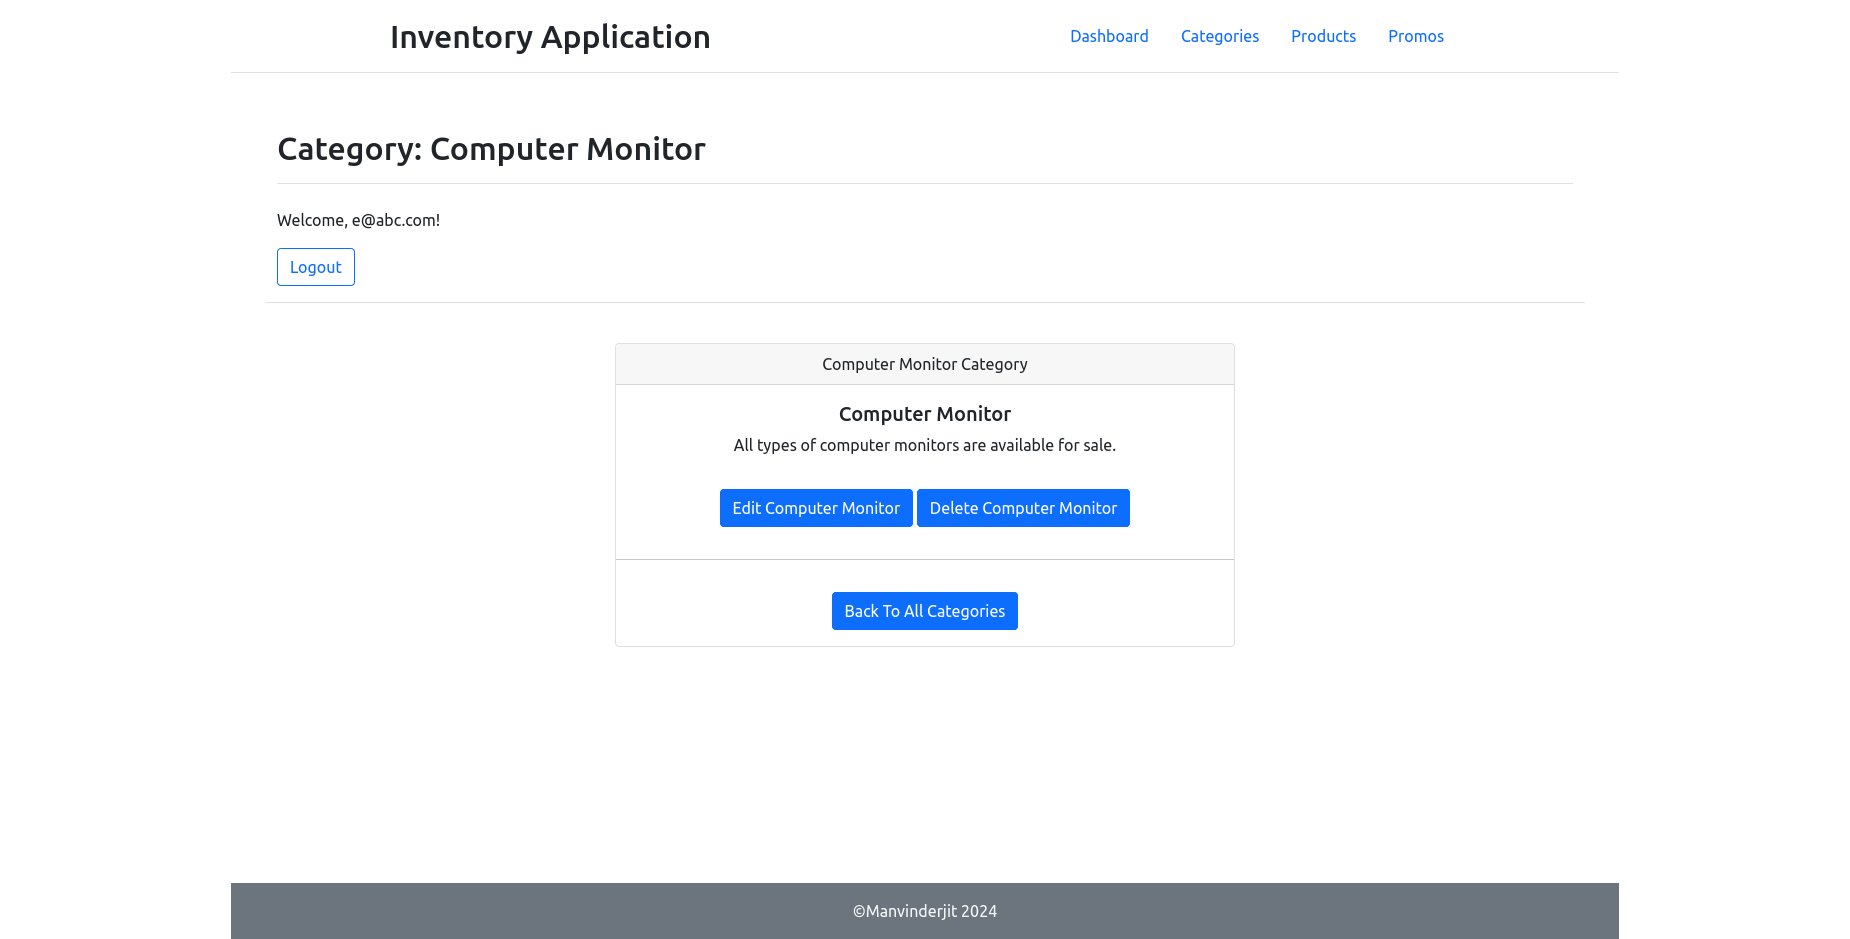 Inventory Application
Dashboard Categories Products Promos
Category: Computer Monitor
Welcome, e@abc.com!
Logout
Computer Monitor Category
Computer Monitor
All types of computer monitors are available for sale.
Edit Computer Monitor Delete Computer Monitor
Back To All Categories
©Manvinderjit 2024